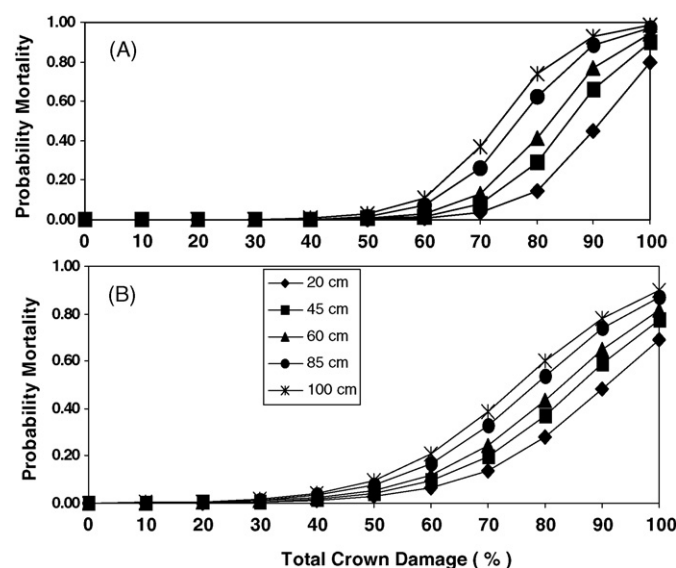 (A)
Probability Mortality
1.00
0.80
0.60
0.40
0.20
0.00
0 10 20 30 40 50 60 70 80 90 100
(B)
Probability Mortality
1.00
0.80
0.60
0.40
0.20
0.00
20 cm
45 cm
60 cm
85 cm
100 cm
0 10 20 30 40 50 60 70 80 90 100
Total Crown Damage ( % )